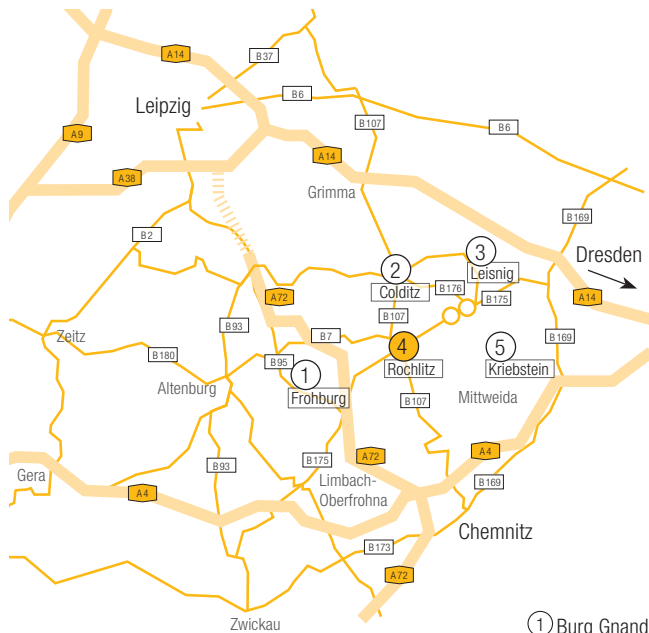 A14
B37
Leipzig
B6
B107
B6
A9
A14
A38
Grimma
B169
B2
Dresden
3
2
Leisnig
A72
Colditz
B176
B175
A14
B93
B107
B7
B169
Zeitz
4
5
B180
B95
Rochlitz
Kriebstein
1
Altenburg
Frohburg
B107
Mittweida
A72
A4
B175
B93
Gera
Limbach-
Oberfrohna
B169
A4
Chemnitz
B173
A72
Zwickau
1 Burg Gnand